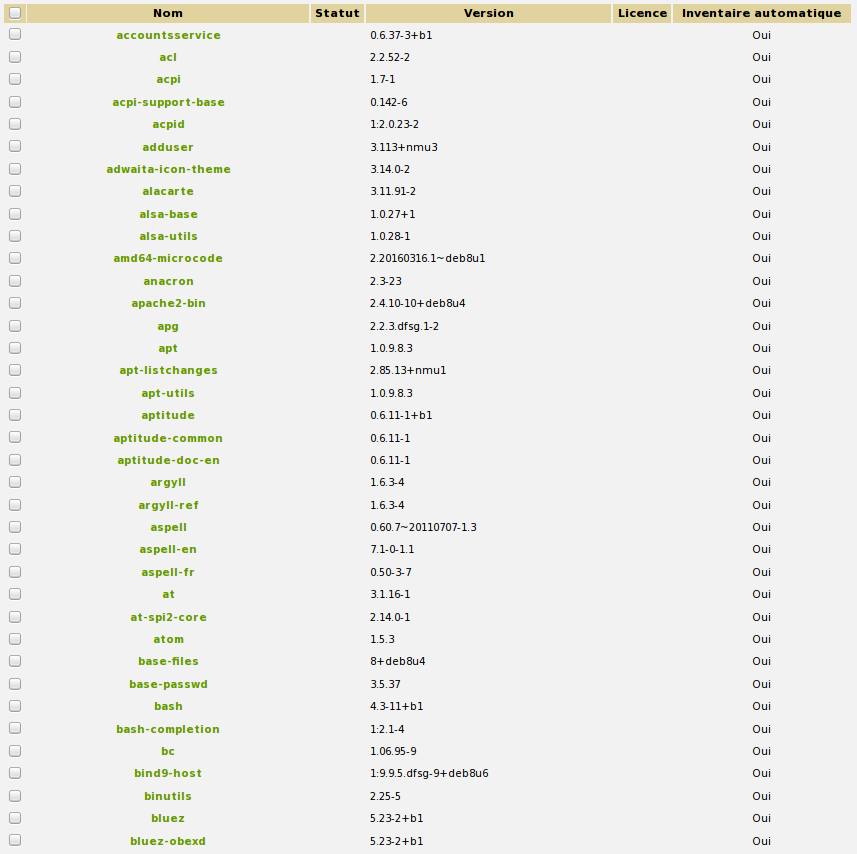 Nom Statut Version Licence Inventaire automatique
accountsservice 0.6.37-3+b1 Oui
acl 2.2.52-2 Oui
acpi 1.7-1 Oui
acpi-support-base 0.142-6 Oui
acpid 1:2.0.23-2 Oui
adduser 3.113+nmu3 Oui
adwaita-icon-theme 3.14.0-2 Oui
alacarte 3.11.91-2 Oui
alsa-base 1.0.27+1 Oui
alsa-utils 1.0.28-1 Oui
amd64-microcode 2.20160316.1~deb8u1 Oui
anacron 2.3-23 Oui
apache2-bin 2.4.10-10+deb8u4 Oui
apg 2.2.3.dfsg.1-2 Oui
apt 1.0.9.8.3 Oui
apt-listchanges 2.85.13+nmu1 Oui
apt-utils 1.0.9.8.3 Oui
aptitude 0.6.11-1+b1 Oui
aptitude-common 0.6.11-1 Oui
aptitude-doc-en 0.6.11-1 Oui
argyll 1.6.3-4 Oui
argyll-ref 1.6.3-4 Oui
aspell 0.60.7~20110707-1.3 Oui
aspell-en 7.1-0-1.1 Oui
aspell-fr 0.50-3-7 Oui
at 3.1.16-1 Oui
at-spi2-core 2.14.0-1 Oui
atom 1.5.3 Oui
base-files 8+deb8u4 Oui
base-passwd 3.5.37 Oui
bash 4.3-11+b1 Oui
bash-completion 1:2.1-4 Oui
bc 1.06.95-9 Oui
bind9-host 1:9.9.5.dfsg-9+deb8u6 Oui
binutils 2.25-5 Oui
bluez 5.23-2+b1 Oui
bluez-obexd 5.23-2+b1 Oui